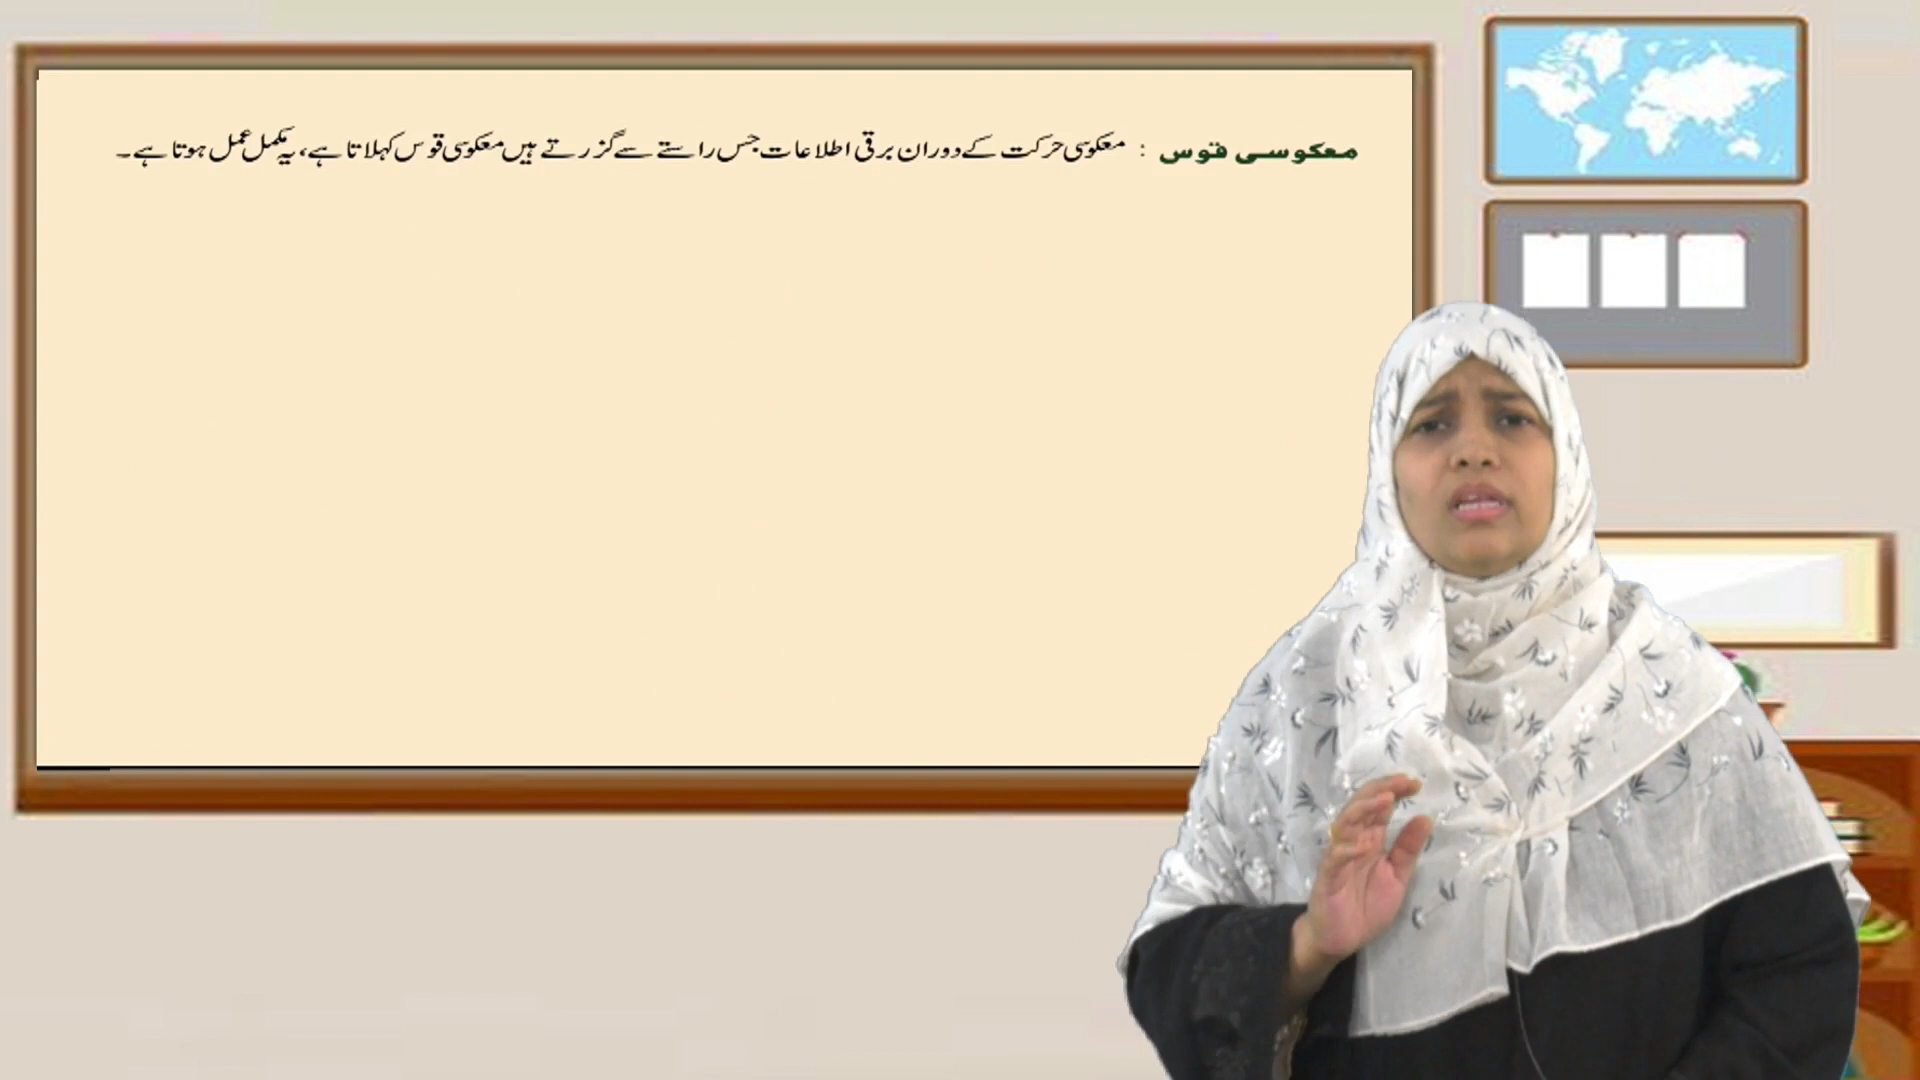 معکوسی قوس : معکوسی حرکت کے دوران برقی اطلاعات جس راستے سے گزرتے ہیں معکوسی قوس کہلاتا ہے، یہ مکمل عمل ہوتا ہے۔